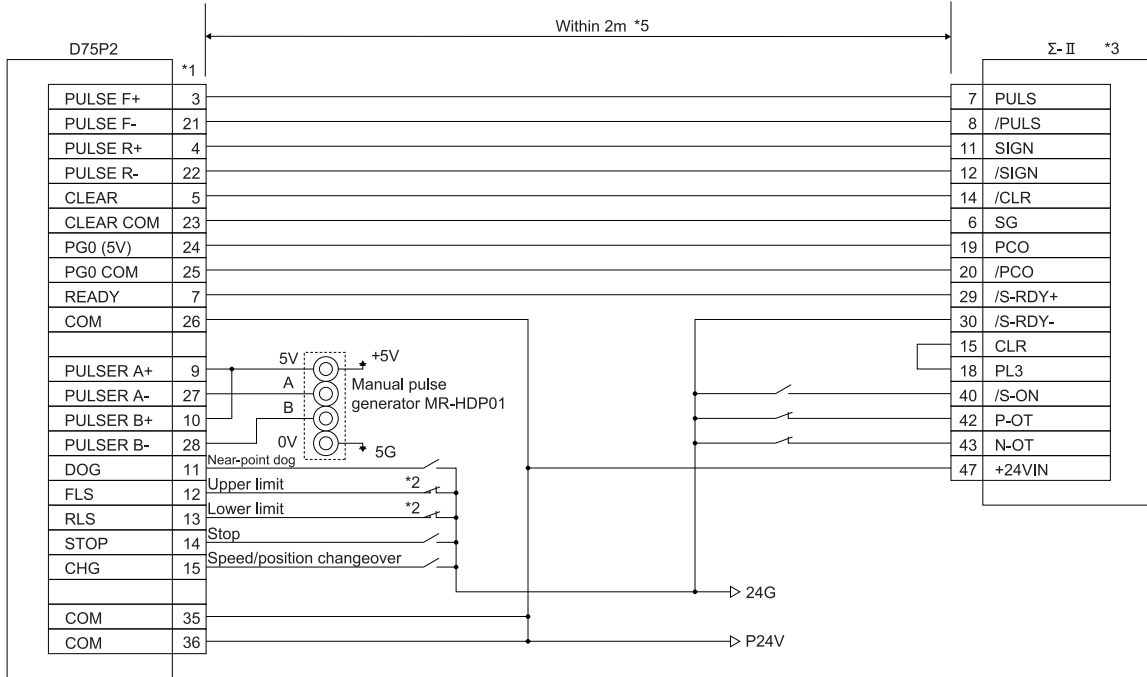 Within 2m *5
D75P2
Σ-Ⅱ *3
*1
PULSE F+ 3
7 PULS
PULSE F- 21
8 /PULS
PULSE R+ 4
11 SIGN
PULSE R- 22
12 /SIGN
CLEAR 5
14 /CLR
CLEAR COM 23
6 SG
PG0 (5V) 24
19 PCO
PG0 COM 25
20 /PCO
READY 7
29 /S-RDY+
COM 26
30 /S-RDY-
15 CLR
5V
+5V
PULSER A+ 9
18 PL3
A
Manual pulse
generator MR-HDP01
PULSER A- 27
40 /S-ON
B
PULSER B+ 10
42 P-OT
0V
5G
PULSER B- 28
43 N-OT
DOG 11
Near-point dog
47 +24VIN
FLS 12
Upper limit *2
RLS 13
Lower limit *2
STOP 14
Stop
CHG 15
Speed/position changeover
24G
COM 35
COM 36
P24V